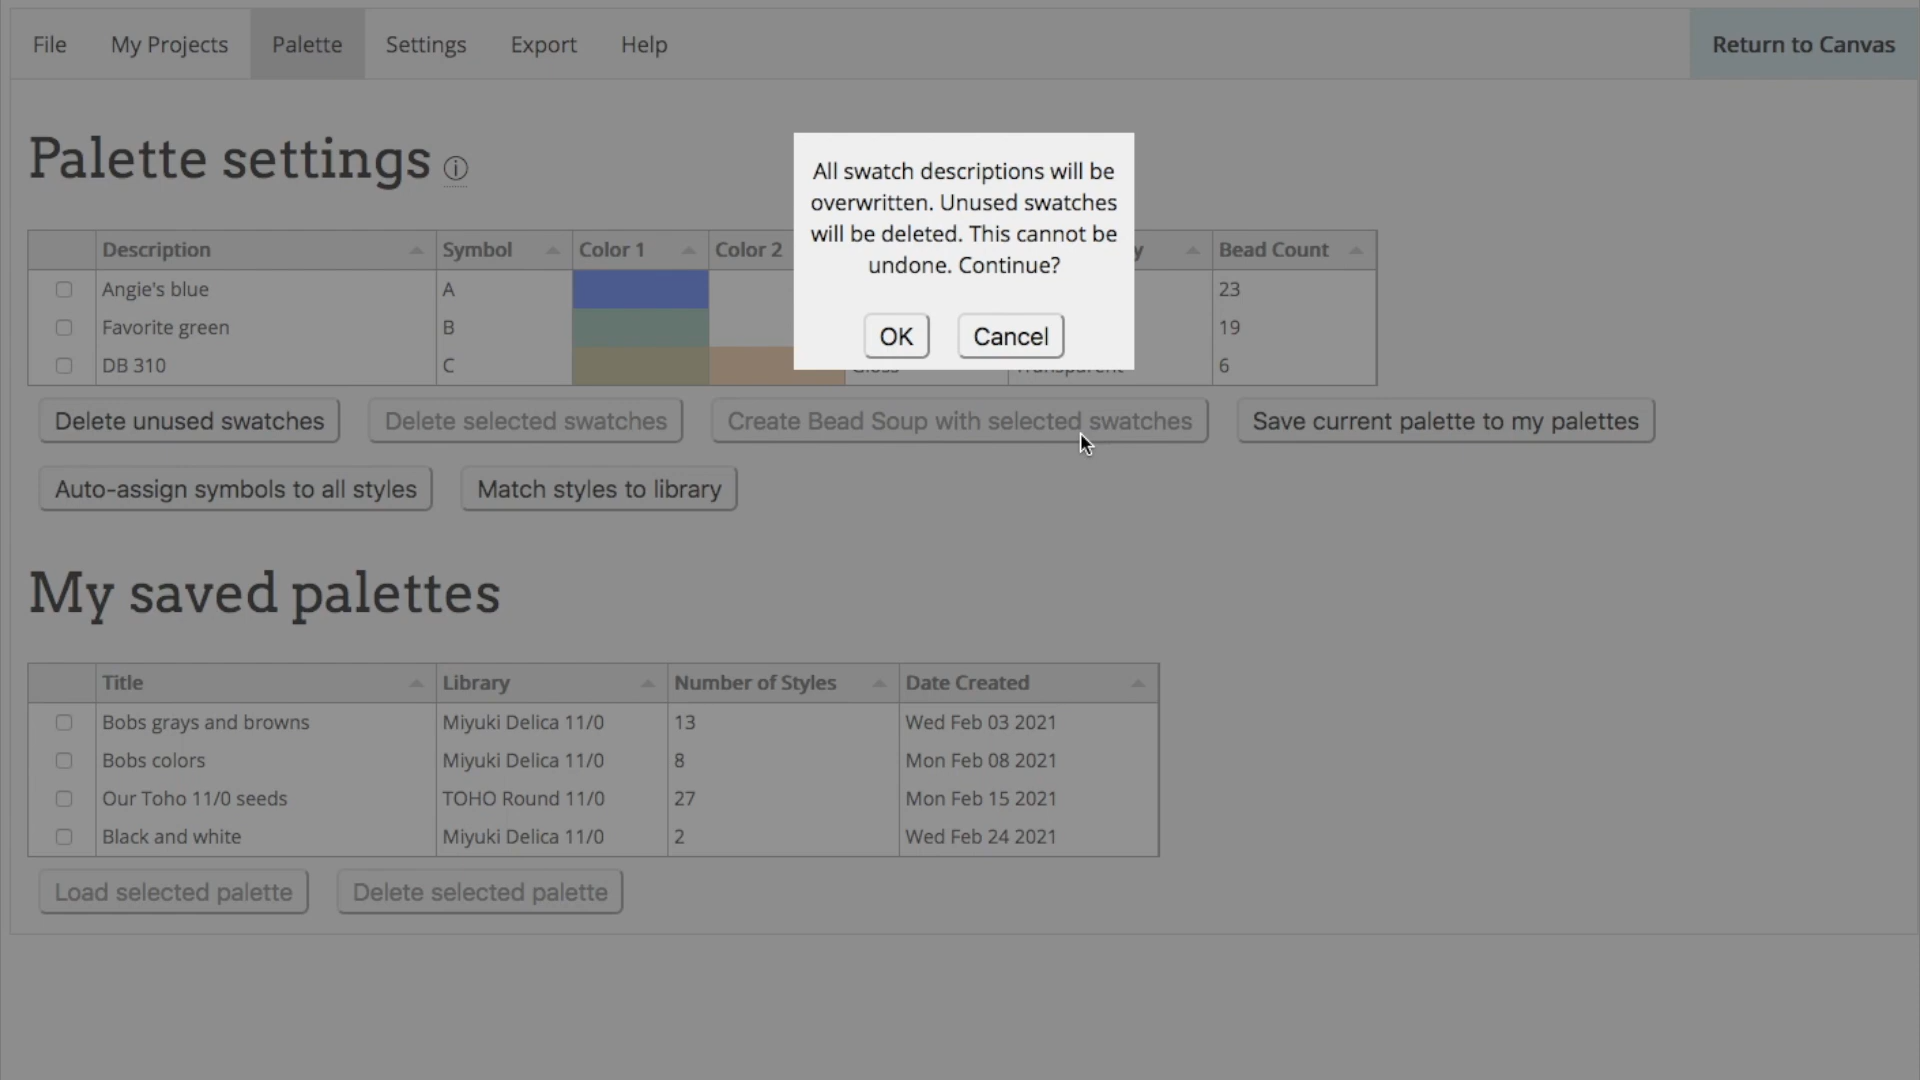 File My Projects Palette Settings Export Help Return to Canvas
Palette settings
All swatch descriptions will be
overwritten. Unused swatches
will be deleted. This cannot be
undone. Continue?
OK Cancel
Description Symbol Color 1 Color 2 y Bead Count
Angie's blue A 23
Favorite green B 19
DB 310 C Gloss Transparent 6
Delete unused swatches Delete selected swatches Create Bead Soup with selected swatches Save current palette to my palettes
Auto-assign symbols to all styles Match styles to library
My saved palettes
Title Library Number of Styles Date Created
Bobs grays and browns Miyuki Delica 11/0 13 Wed Feb 03 2021
Bobs colors Miyuki Delica 11/0 8 Mon Feb 08 2021
Our Toho 11/0 seeds TOHO Round 11/0 27 Mon Feb 15 2021
Black and white Miyuki Delica 11/0 2 Wed Feb 24 2021
Load selected palette Delete selected palette